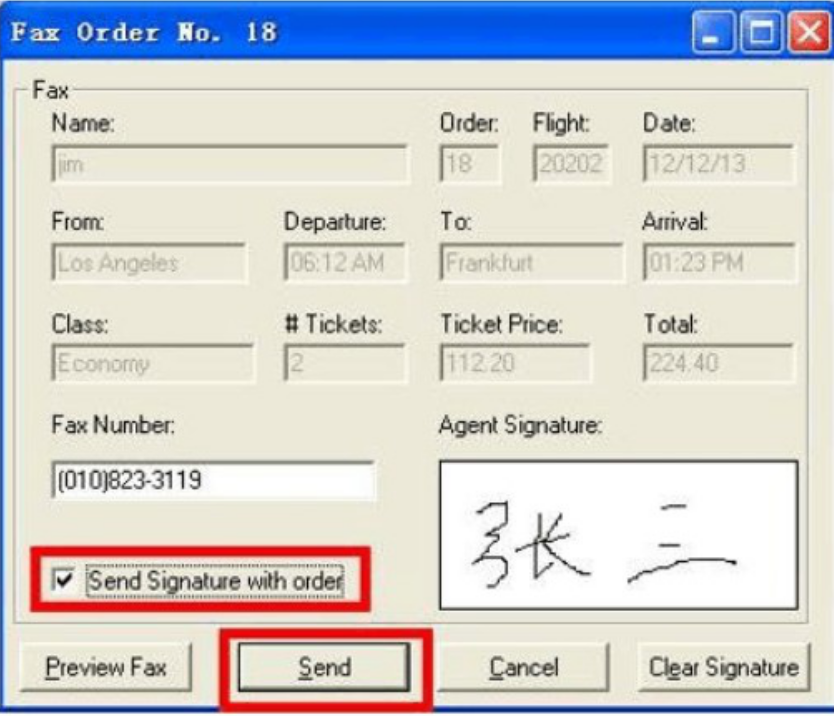 Fax Order No. 18
Fax
Name: Order: Flight: Date:
jim 18 20202 12/12/13
From: Departure: To: Arrival:
Los Angeles 06:12 AM Frankfurt 01:23 PM
Class: # Tickets: Ticket Price: Total:
Economy 2 112.20 224.40
Fax Number: Agent Signature:
(010)823-3119
张三
Send Signature with order
Preview Fax Send Cancel Clear Signature